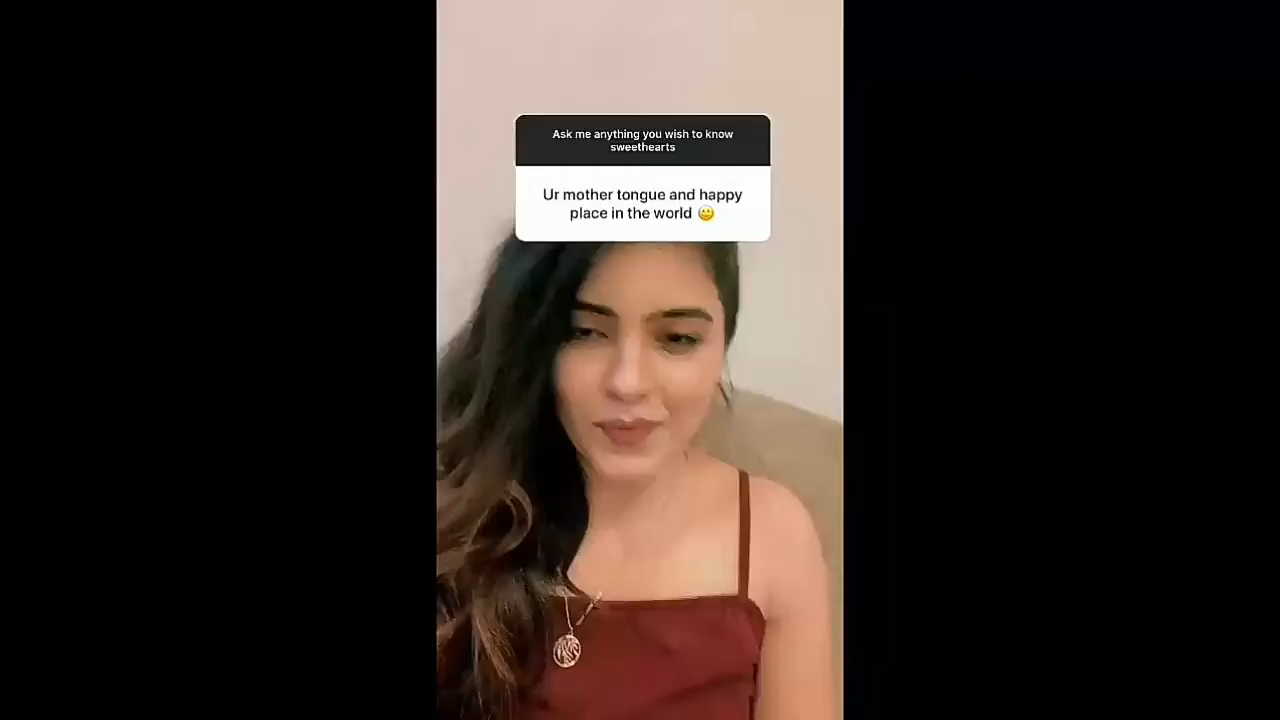 Ask me anything you wish to know
sweethearts
Ur mother tongue and happy
place in the world 🙂